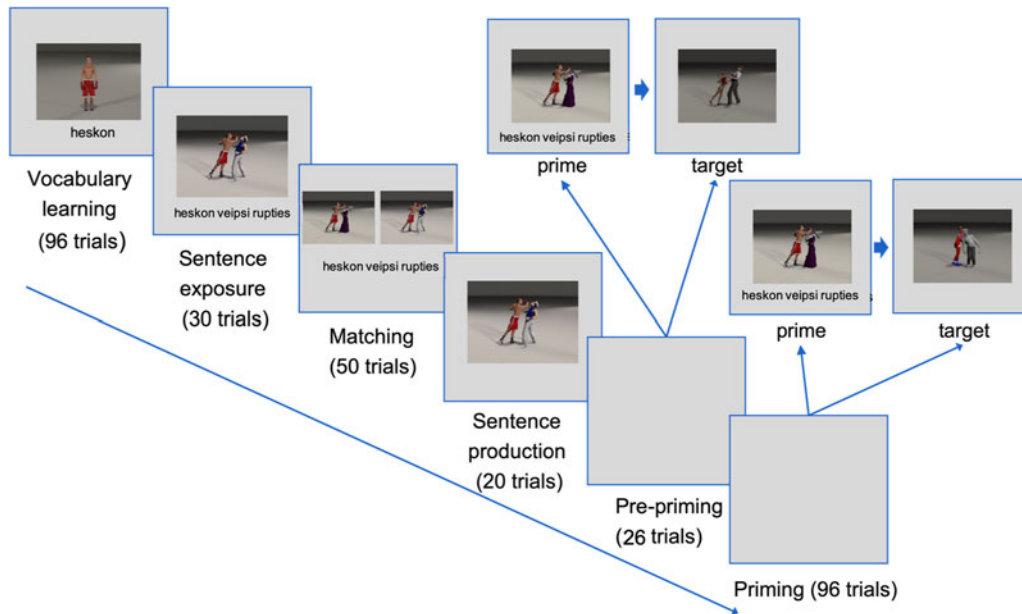 heskon
Vocabulary
learning
(96 trials)
heskon veipsi rupties
Sentence
exposure
(30 trials)
heskon veipsi rupties
Matching
(50 trials)
Sentence
production
(20 trials)
heskon veipsi rupties
prime
target
Pre-priming
(26 trials)
heskon veipsi rupties
prime
target
Priming (96 trials)